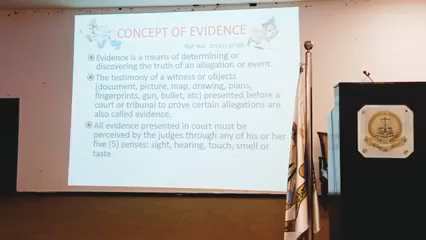 CONCEPT OF EVIDENCE
Evidence is a means of determining or
discovering the truth of an allegation or event.
The testimony of a witness or objects
(document, picture, map, drawing, plans,
fingerprints, gun, bullet, etc) presented before a
court or tribunal to prove certain allegations are
also called evidence.
All evidence presented in court must be
perceived by the judges through any of his or her
five (5) senses: sight, hearing, touch, smell or
taste.